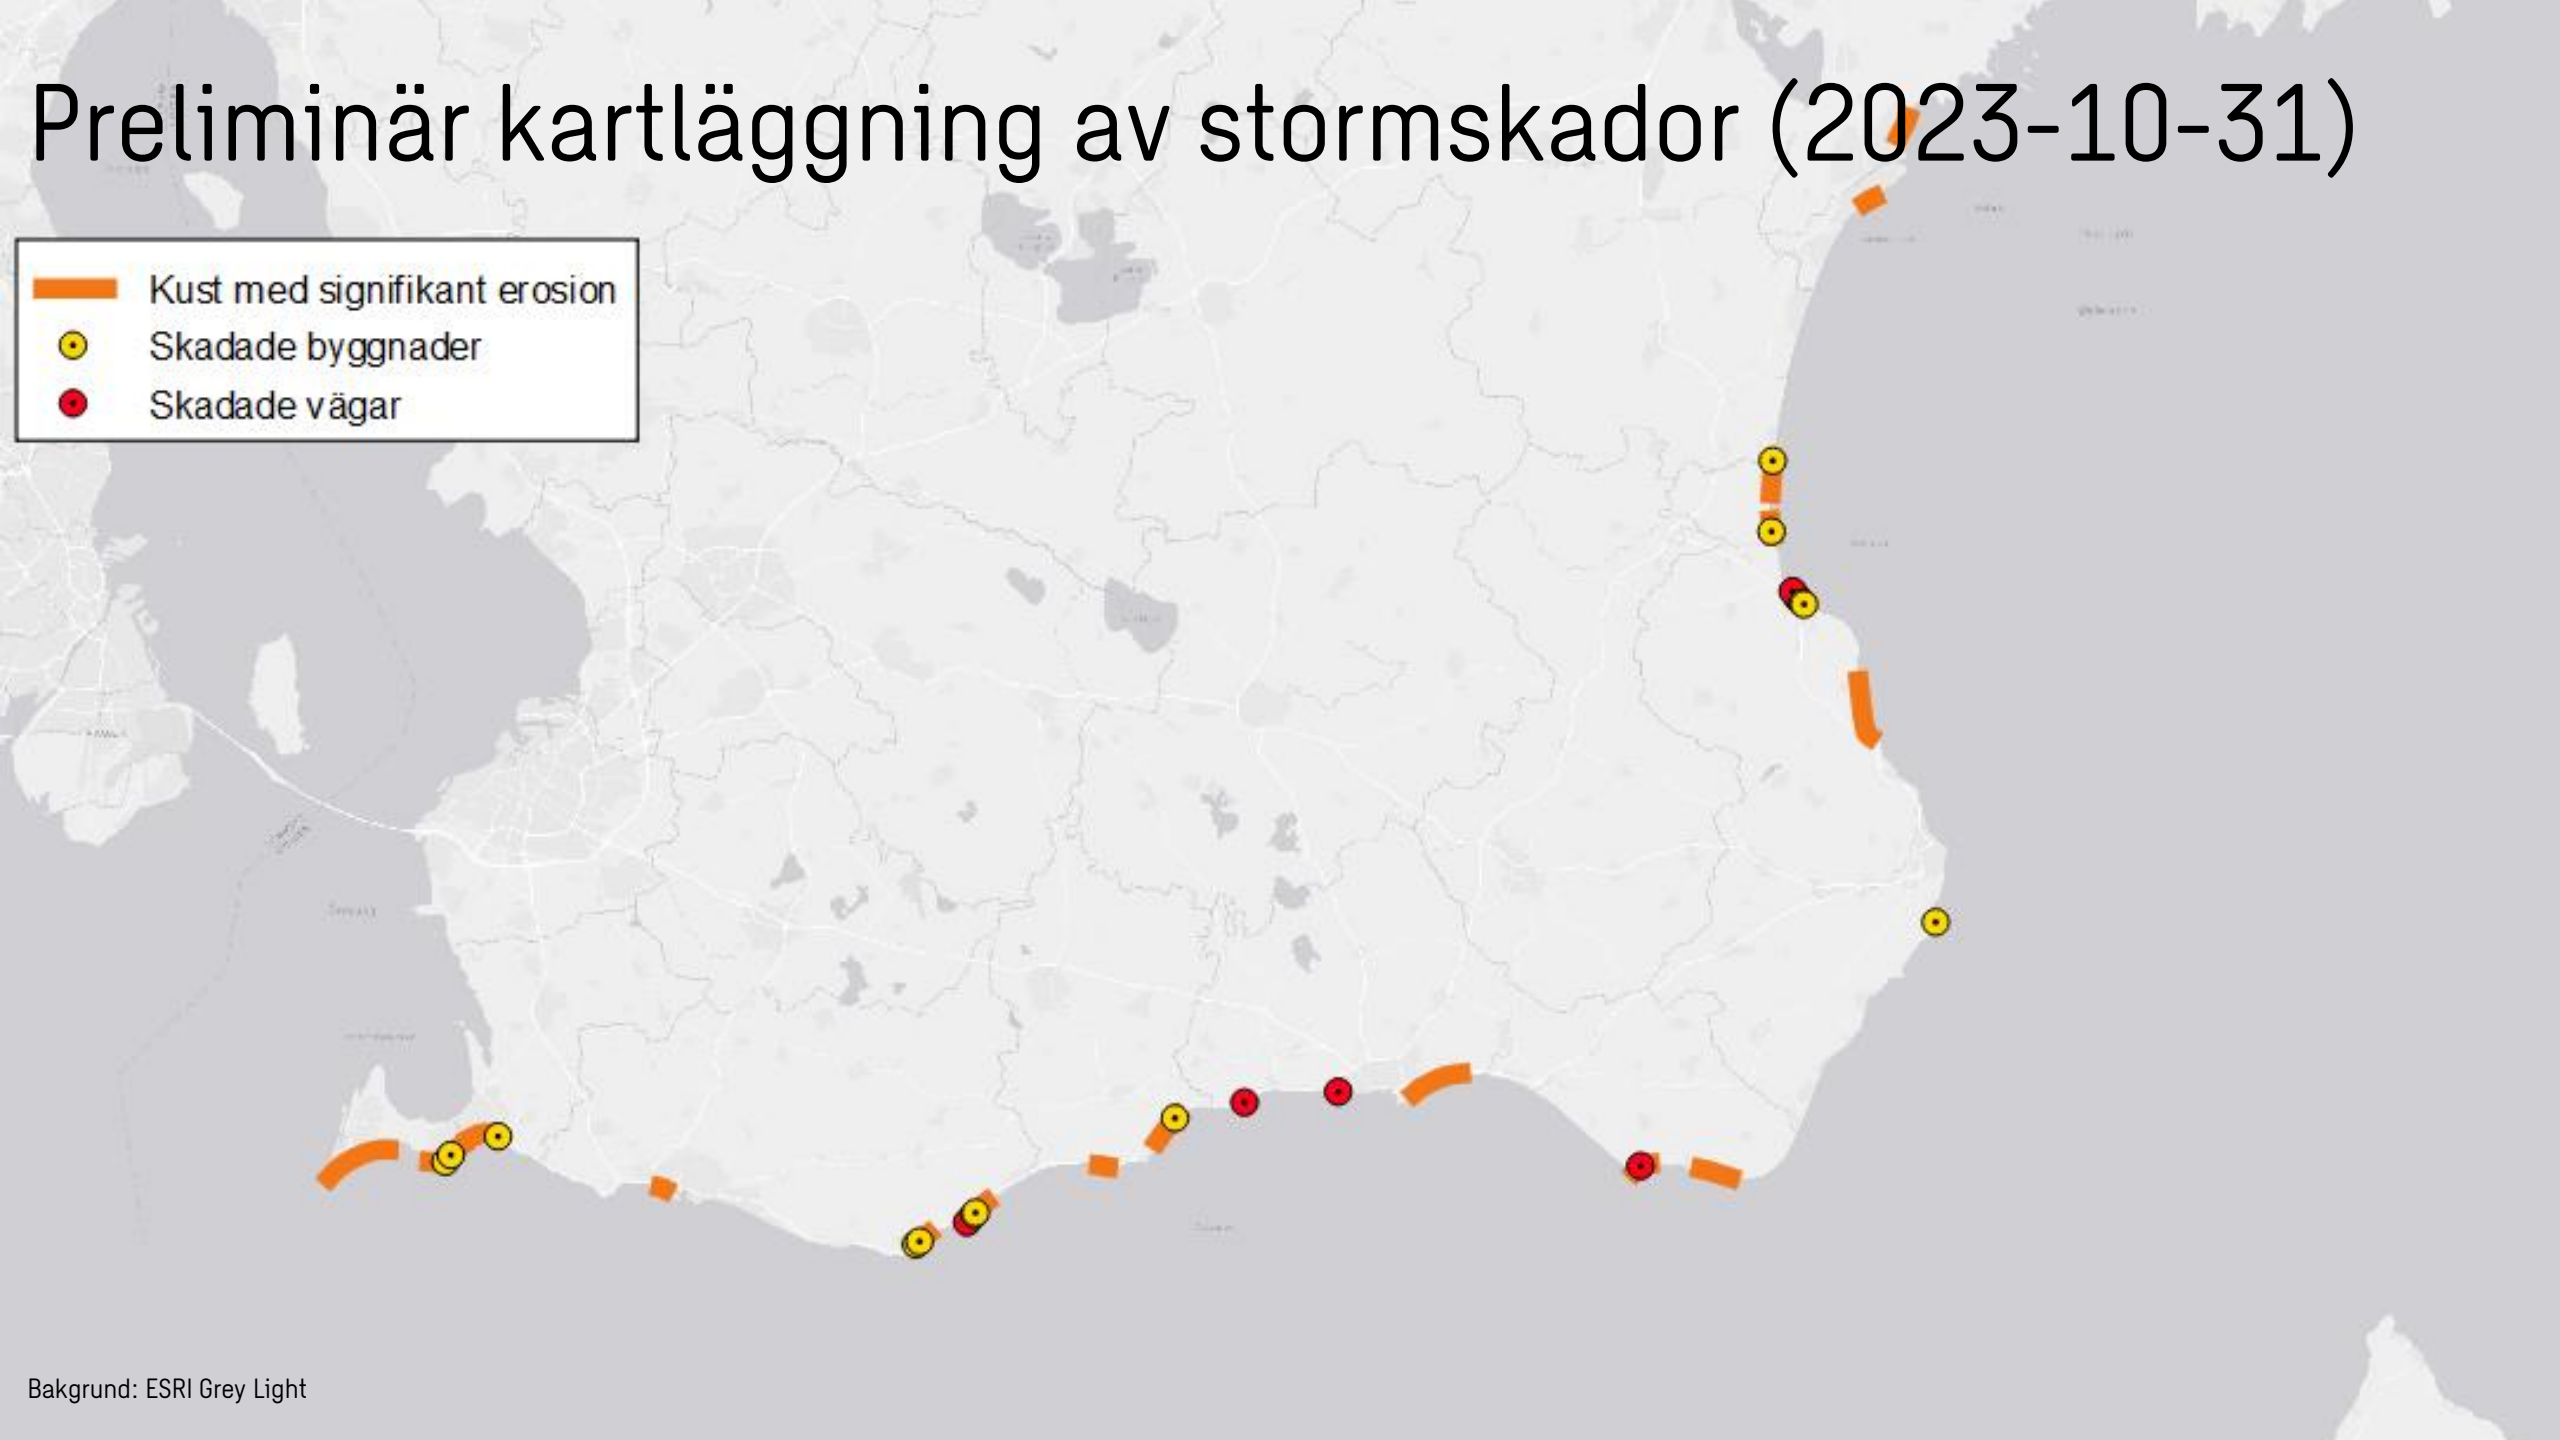 Preliminär kartläggning av stormskador (2023-10-31)
Kust med signifikant erosion
Skadade byggnader
Skadade vägar
Bakgrund: ESRI Grey Light